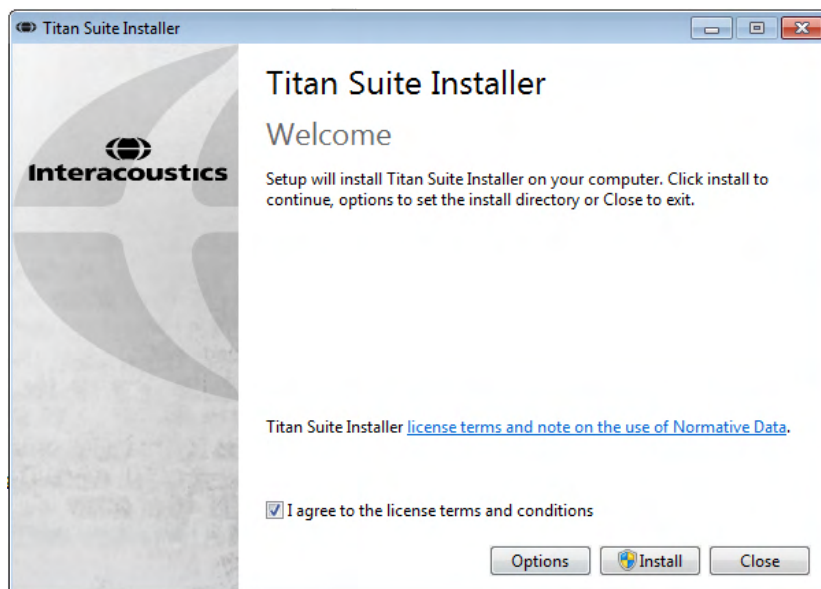 Titan Suite Installer
Interacoustics
Titan Suite Installer
Welcome
Setup will install Titan Suite Installer on your computer. Click install to
continue, options to set the install directory or Close to exit.
Titan Suite Installer license terms and note on the use of Normative Data.
I agree to the license terms and conditions
Options
Install
Close